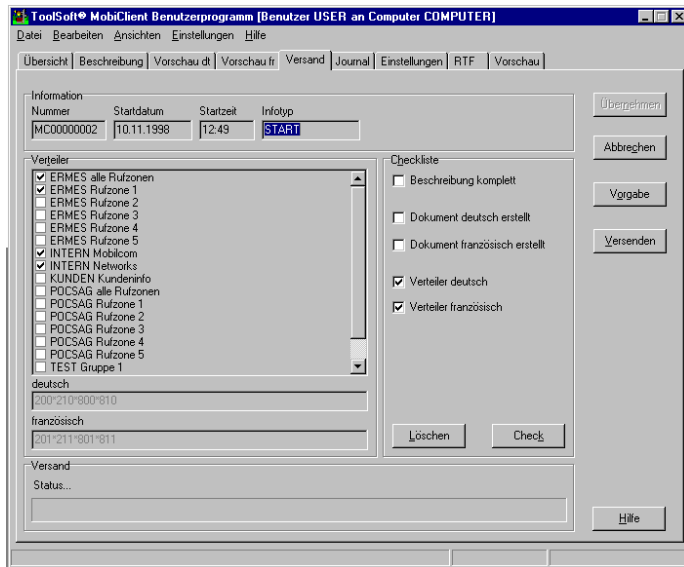 ToolSoft® MobiClient Benutzerprogramm [Benutzer USER an Computer COMPUTER]
Datei Bearbeiten Ansichten Einstellungen Hilfe
Übersicht Beschreibung Vorschau dt Vorschau fr Versand Journal Einstellungen RTF Vorschau
Information
Nummer Startdatum Startzeit Infotyp
MC00000002 10.11.1998 12:49 START
Übernehmen
Abbrechen
Vorgabe
Versenden
Verteiler
ERMES alle Rufzonen
ERMES Rufzone 1
ERMES Rufzone 2
ERMES Rufzone 3
ERMES Rufzone 4
ERMES Rufzone 5
INTERN Mobilcom
INTERN Networks
KUNDEN Kundeninfo
POCSAG alle Rufzonen
POCSAG Rufzone 1
POCSAG Rufzone 2
POCSAG Rufzone 3
POCSAG Rufzone 4
POCSAG Rufzone 5
TEST Gruppe 1
deutsch
200*210*800*810
französisch
201*211*801*811
Checkliste
Beschreibung komplett
Dokument deutsch erstellt
Dokument französisch erstellt
Verteiler deutsch
Verteiler französisch
Löschen Check
Versand
Status...
Hilfe